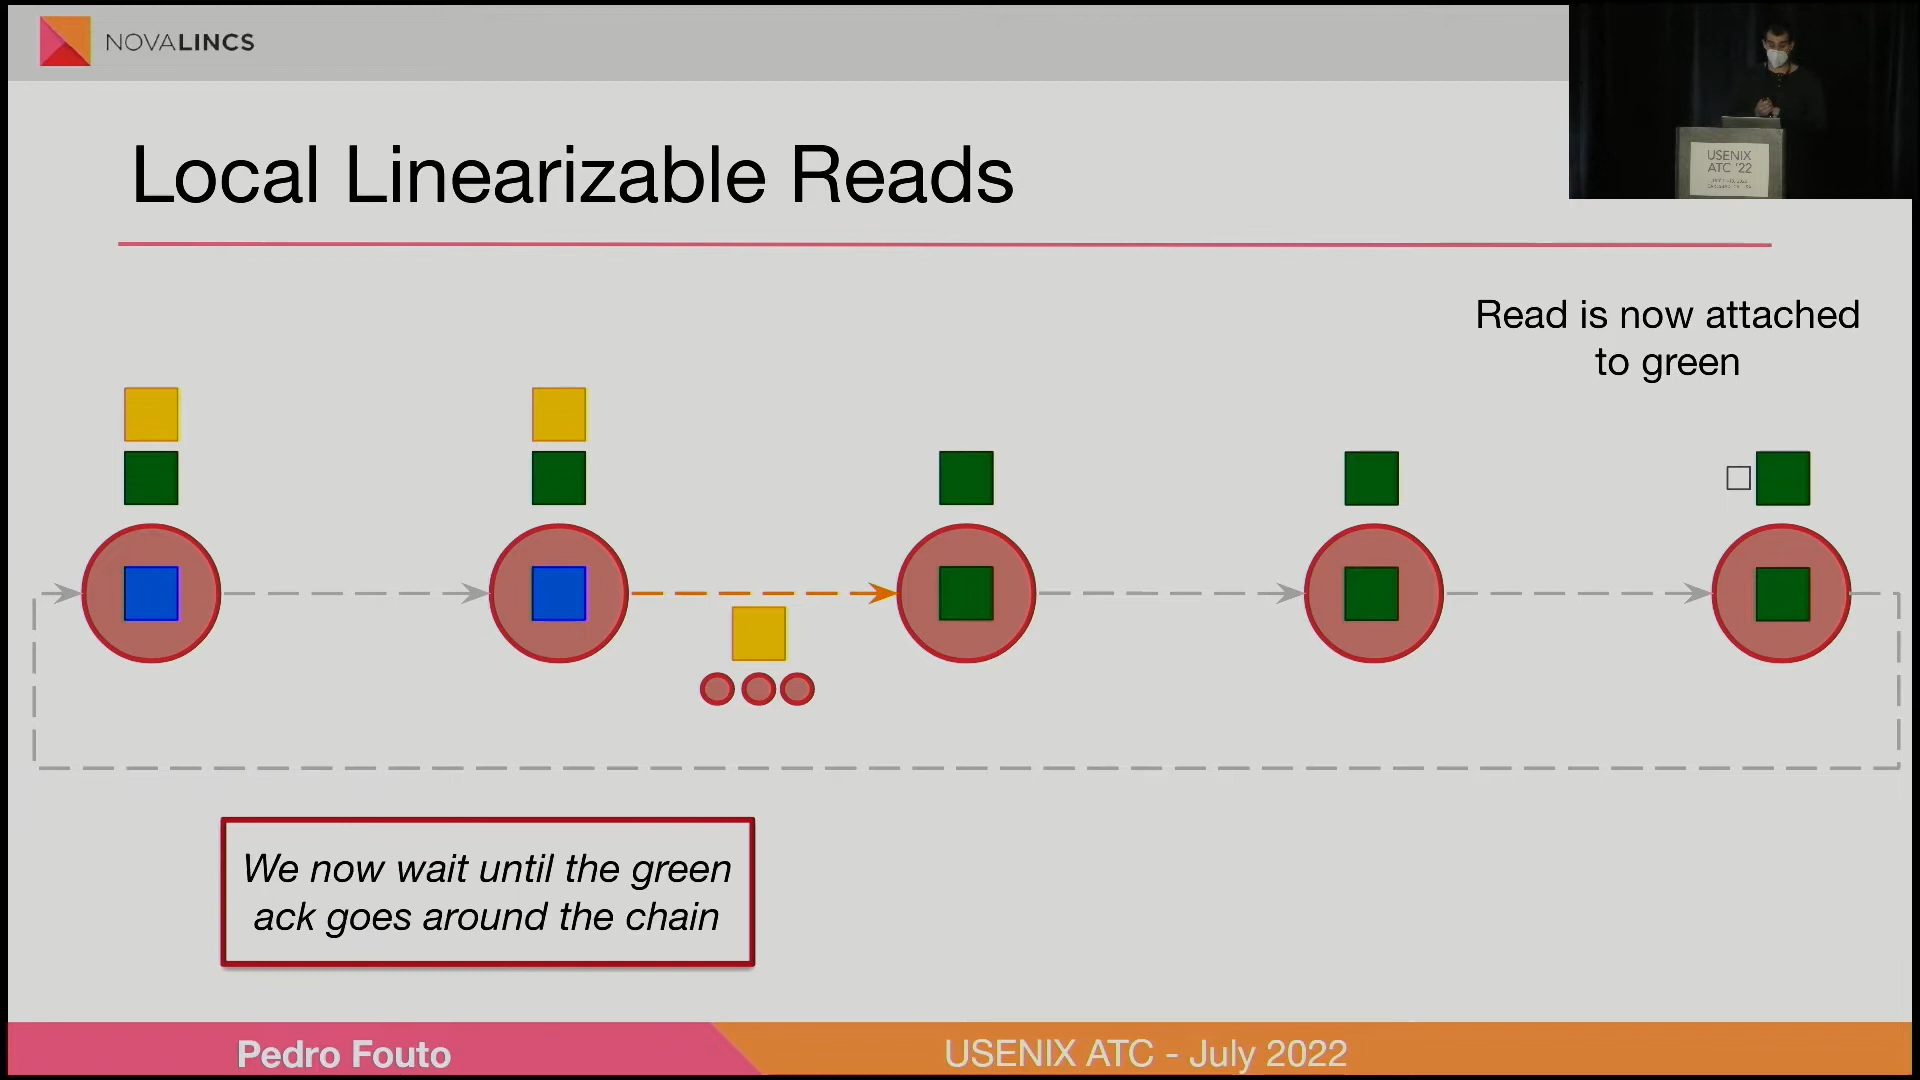 NOVALINCS
USENIX
ATC '22
Local Linearizable Reads
Read is now attached
to green
We now wait until the green
ack goes around the chain
Pedro Fouto
USENIX ATC - July 2022